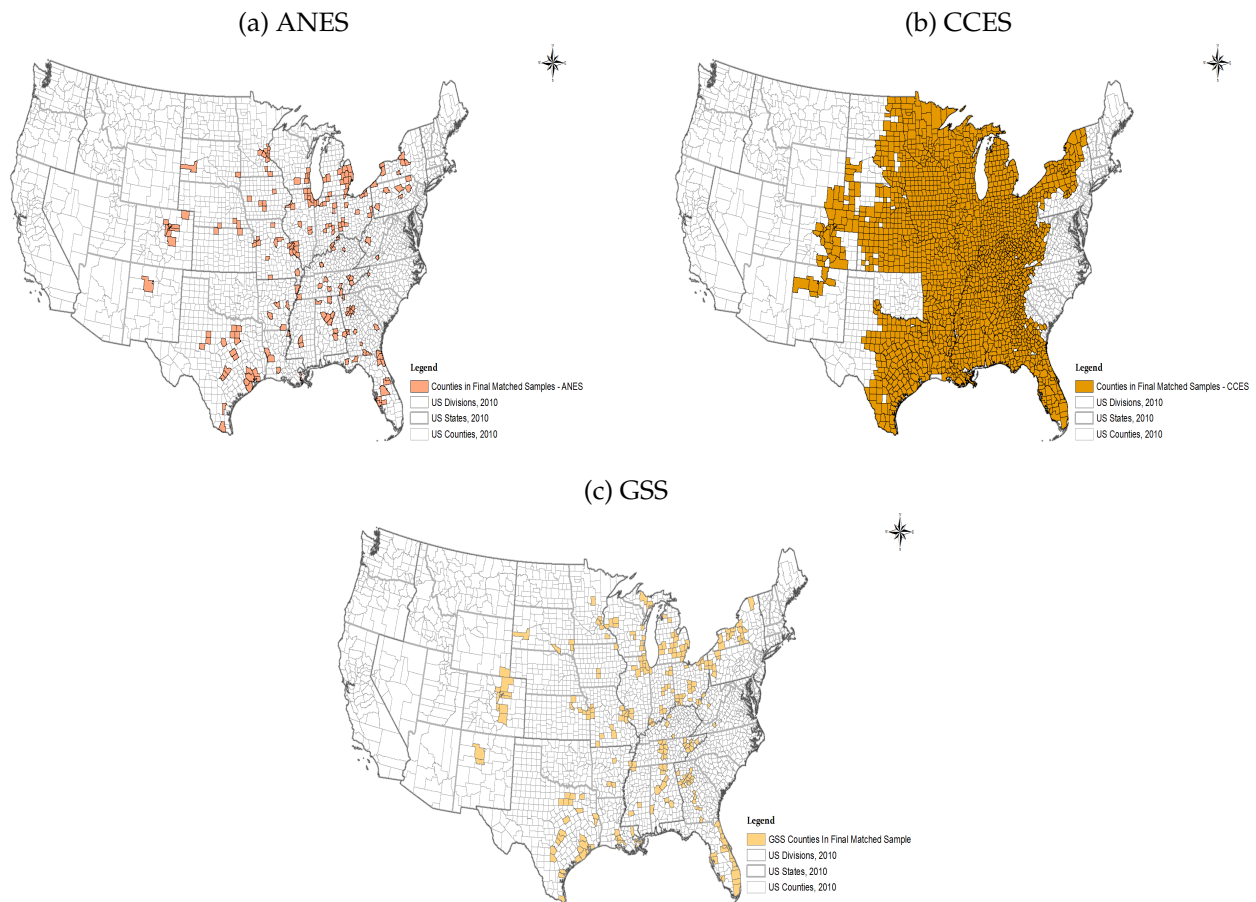 (a) ANES
(b) CCES
Legend
Counties in Final Matched Samples - ANES
US Divisions, 2010
US States, 2010
US Counties, 2010
Legend
Counties in Final Matched Samples - CCES
US Divisions, 2010
US States, 2010
US Counties, 2010
(c) GSS
Legend
GSS Counties In Final Matched Sample
US Divisions, 2010
US States, 2010
US Counties, 2010